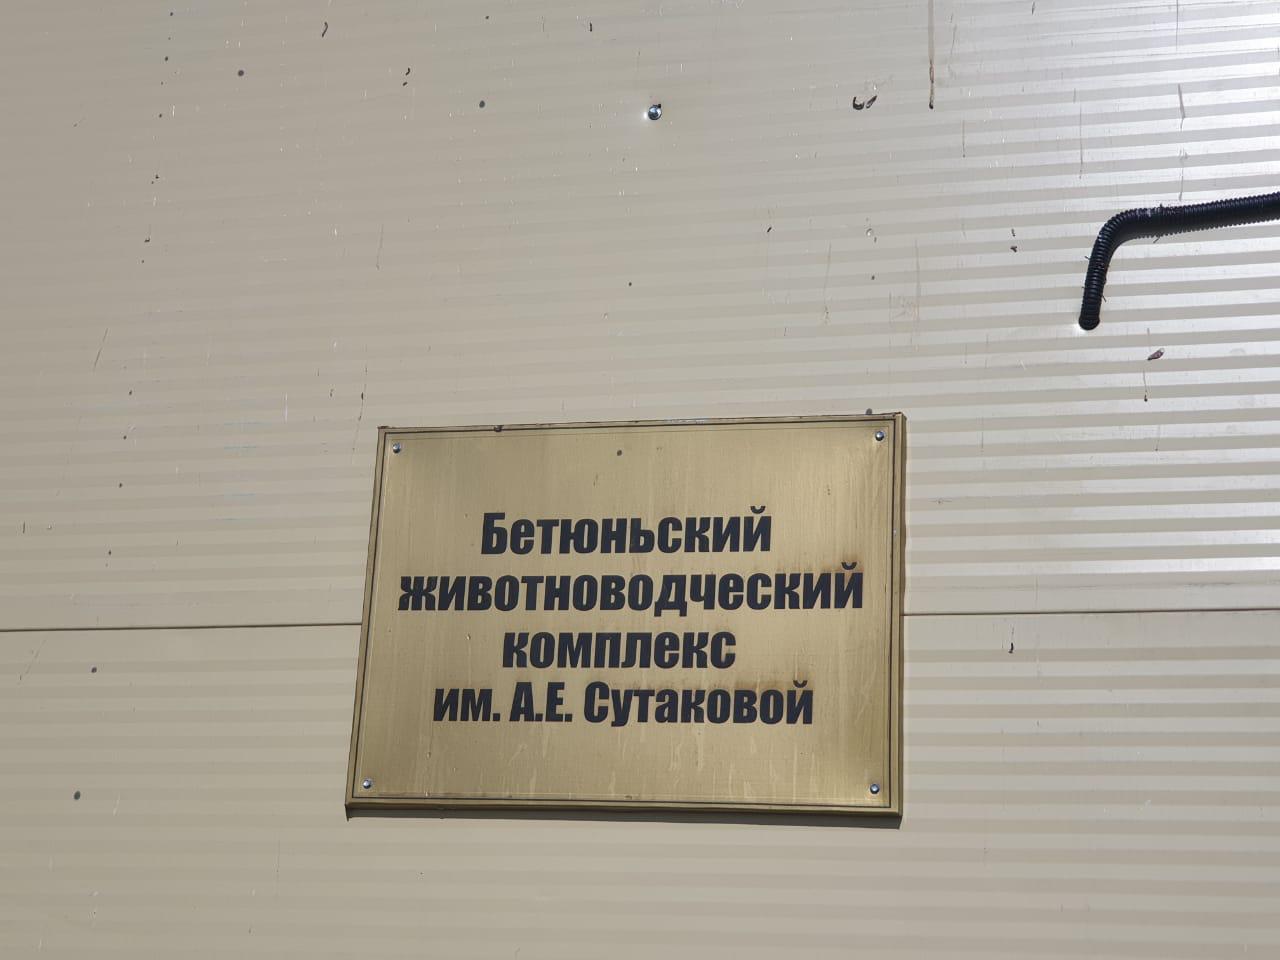 Бетюньский
животноводческий
комплекс
им. А.Е. Сутаковой